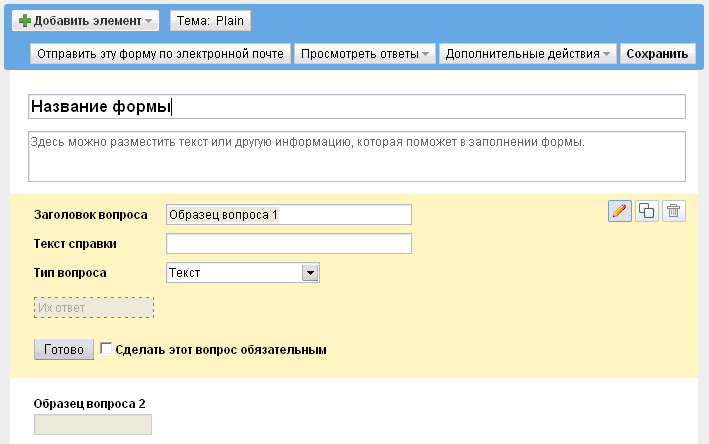 Добавить элемент Тема: Plain
Отправить эту форму по электронной почте Просмотреть ответы Дополнительные действия Сохранить
Название формы
Здесь можно разместить текст или другую информацию, которая поможет в заполнении формы.
Заголовок вопроса Образец вопроса 1
Текст справки
Тип вопроса Текст
Их ответ
Готово Сделать этот вопрос обязательным
Образец вопроса 2